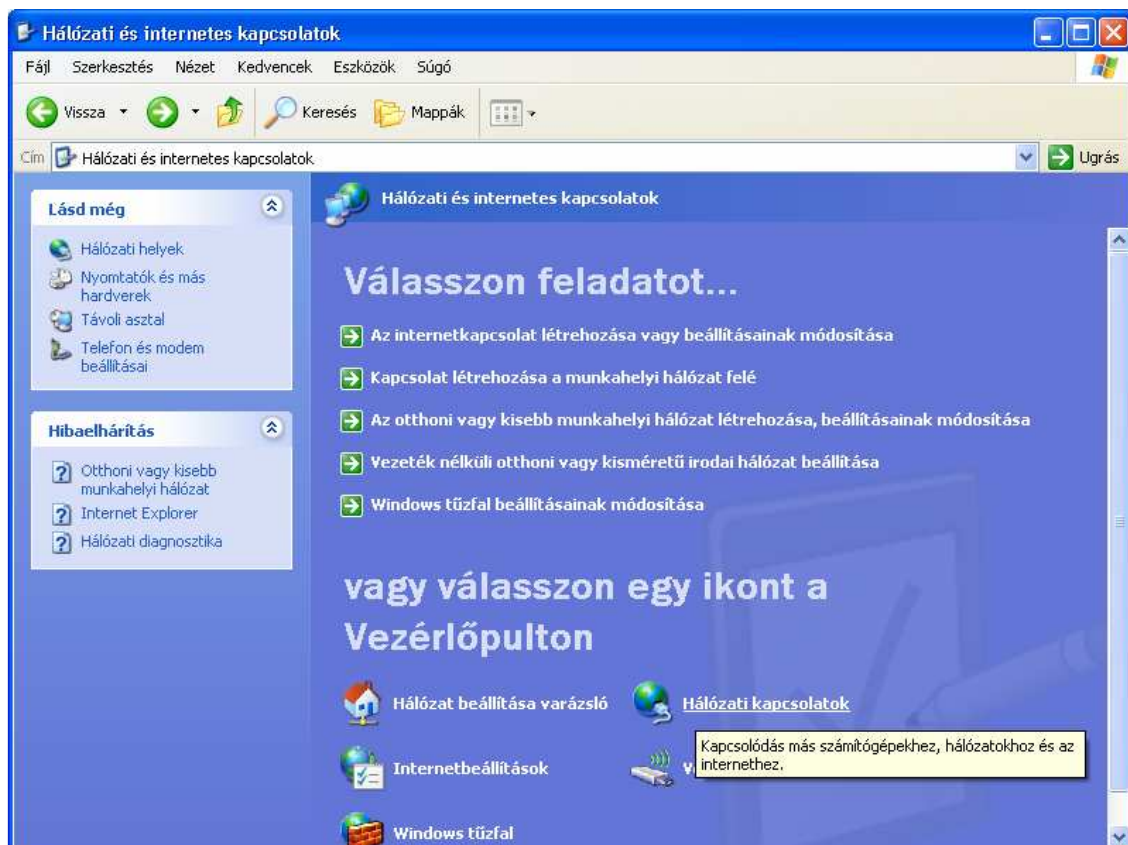 Hálózati és internetes kapcsolatok
Fájl Szerkesztés Nézet Kedvencek Eszközök Súgó
Vissza Keresés Mappák
Cím Hálózati és internetes kapcsolatok Ugrás
Lásd még
Hálózati helyek
Nyomtatók és más
hardverek
Távoli asztal
Telefon és modem
beállításai
Hibaelhárítás
Otthoni vagy kisebb
munkahelyi hálózat
Internet Explorer
Hálózati diagnosztika
Hálózati és internetes kapcsolatok
Válasszon feladatot...
Az internetkapcsolat létrehozása vagy beállításainak módosítása
Kapcsolat létrehozása a munkahelyi hálózat felé
Az otthoni vagy kisebb munkahelyi hálózat létrehozása, beállításainak módosítása
Vezeték nélküli otthoni vagy kisméretű irodai hálózat beállítása
Windows tűzfal beállításainak módosítása
vagy válasszon egy ikont a
Vezérlőpulton
Hálózat beállítása varázsló Hálózati kapcsolatok
Kapcsolódás más számítógépekhez, hálózatokhoz és az
internethez.
Internetbeállítások
Windows tűzfal